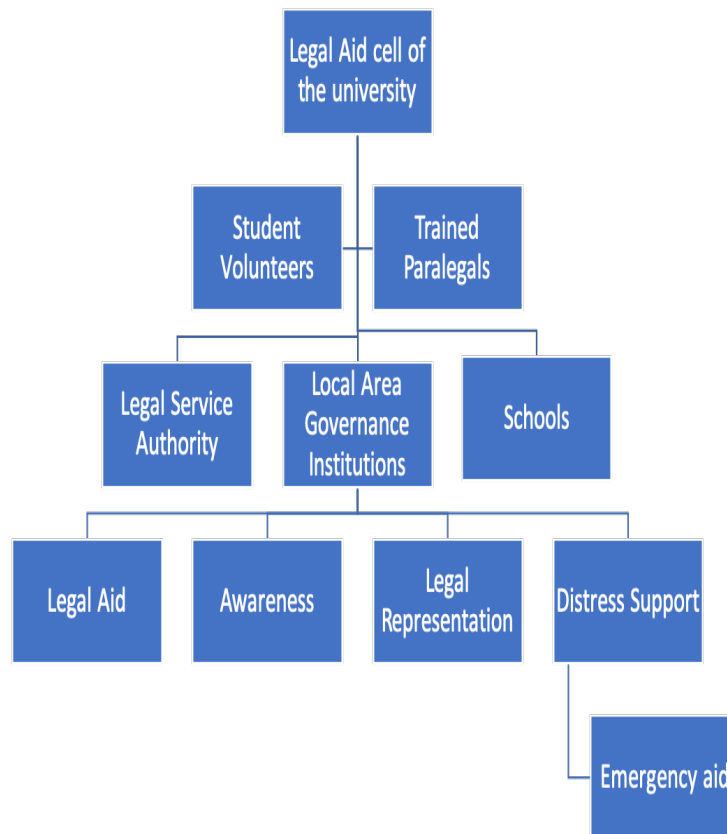 Legal Aid cell of
the university
Student
Volunteers
Trained
Paralegals
Legal Service
Authority
Local Area
Governance
Institutions
Schools
Legal Aid
Awareness
Legal
Representation
Distress Support
Emergency aid